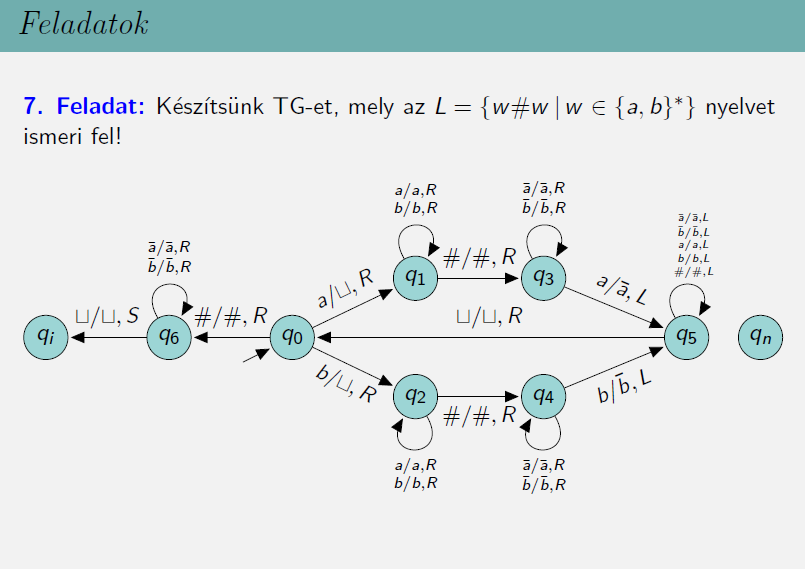 Feladatok
7. Feladat: Készítsünk TG-et, mely az L = {w#w | w ∈ {a, b}*} nyelvet
ismeri fel!
a/a,R
b/b,R
ā/ā,R
b̄/b̄,R
ā/ā,L
b̄/b̄,L
a/a,L
b/b,L
#/#,L
ā/ā,R
b̄/b̄,R
q1
#/#, R
q3
a/⊔, R
a/ā, L
⊔/⊔, S
#/#, R
⊔/⊔, R
qi
q6
q0
q5
qn
b/⊔, R
b/b̄, L
q2
#/#, R
q4
a/a,R
b/b,R
ā/ā,R
b̄/b̄,R